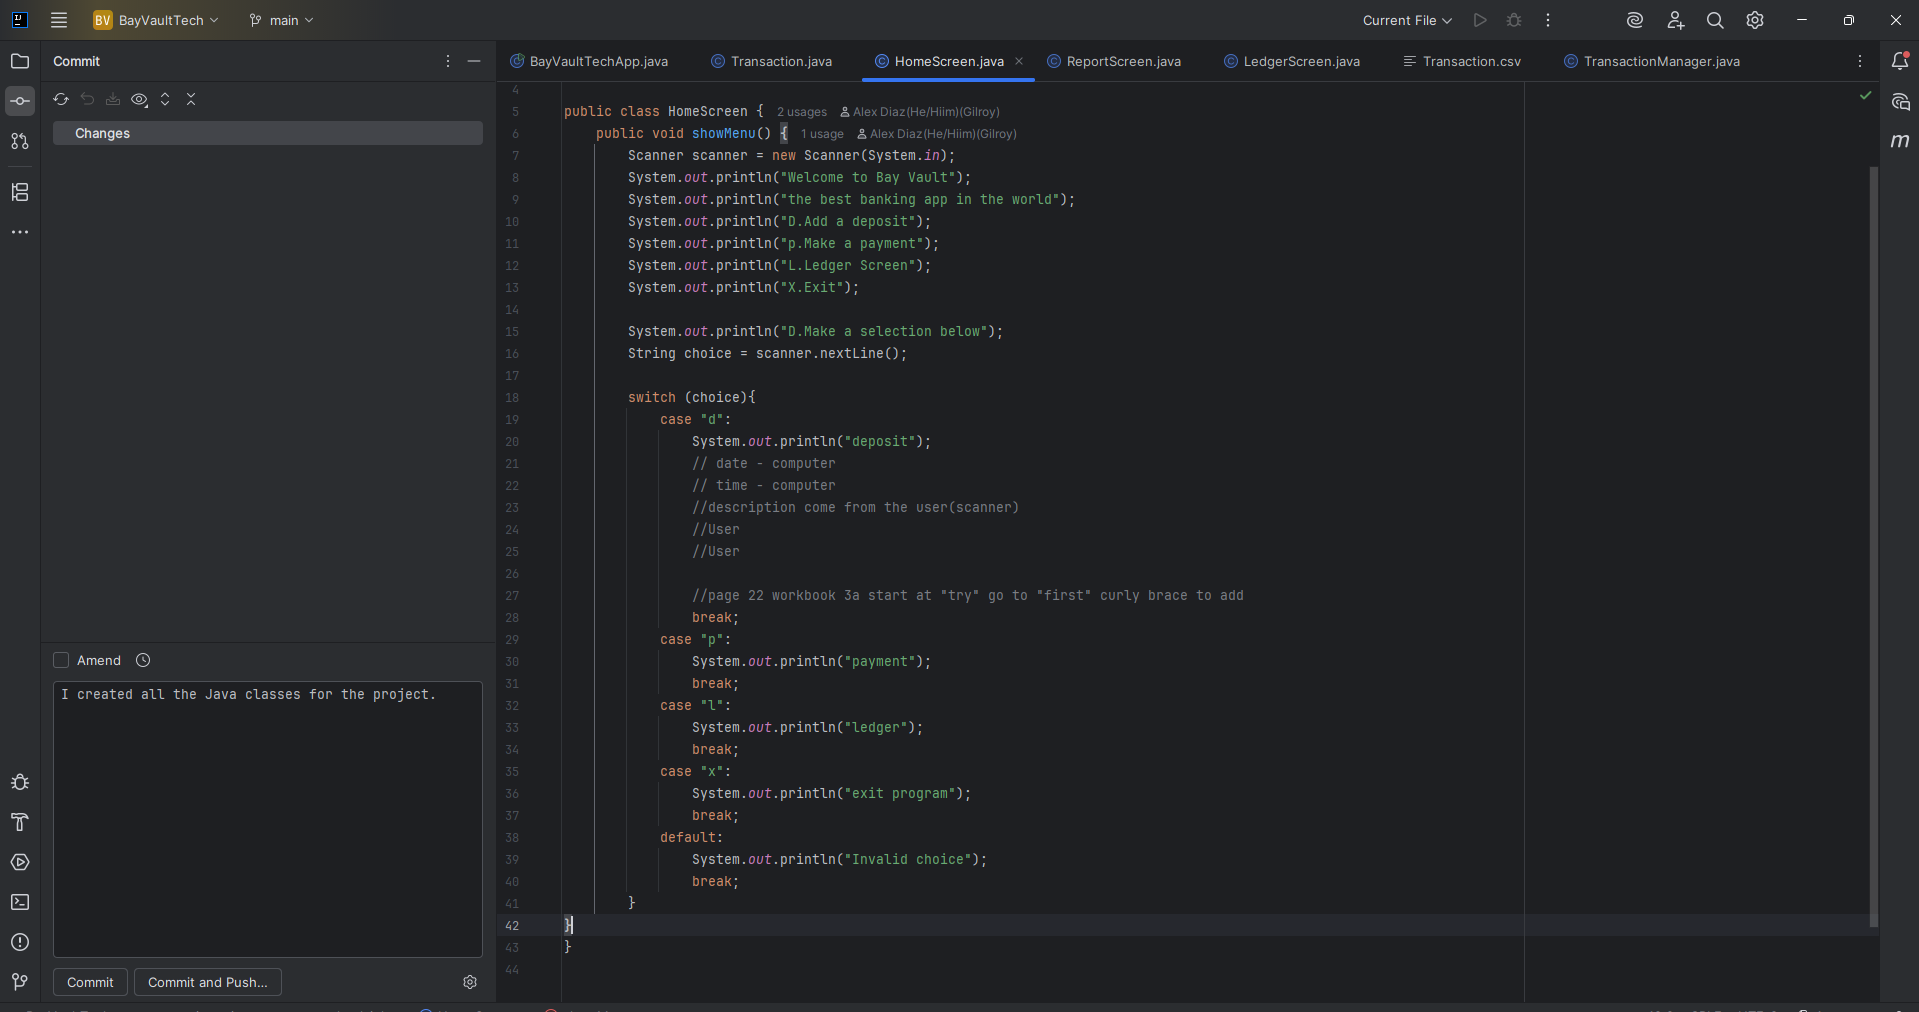 BV BayVaultTech main Current File
Commit
BayVaultTechApp.java Transaction.java HomeScreen.java ReportScreen.java LedgerScreen.java Transaction.csv TransactionManager.java
Changes
4
5 public class HomeScreen { 2 usages Alex Diaz(He/Hiim)(Gilroy)
6 public void showMenu() { 1 usage Alex Diaz(He/Hiim)(Gilroy)
7 Scanner scanner = new Scanner(System.in);
8 System.out.println("Welcome to Bay Vault");
9 System.out.println("the best banking app in the world");
10 System.out.println("D.Add a deposit");
11 System.out.println("p.Make a payment");
12 System.out.println("L.Ledger Screen");
13 System.out.println("X.Exit");
14
15 System.out.println("D.Make a selection below");
16 String choice = scanner.nextLine();
17
18 switch (choice){
19 case "d":
20 System.out.println("deposit");
21 // date - computer
22 // time - computer
23 //description come from the user(scanner)
24 //User
25 //User
26
27 //page 22 workbook 3a start at "try" go to "first" curly brace to add
28 break;
29 case "p":
30 System.out.println("payment");
31 break;
32 case "l":
33 System.out.println("ledger");
34 break;
35 case "x":
36 System.out.println("exit program");
37 break;
38 default:
39 System.out.println("Invalid choice");
40 break;
41 }
42 }
43 }
44
Amend
I created all the Java classes for the project.
Commit Commit and Push...